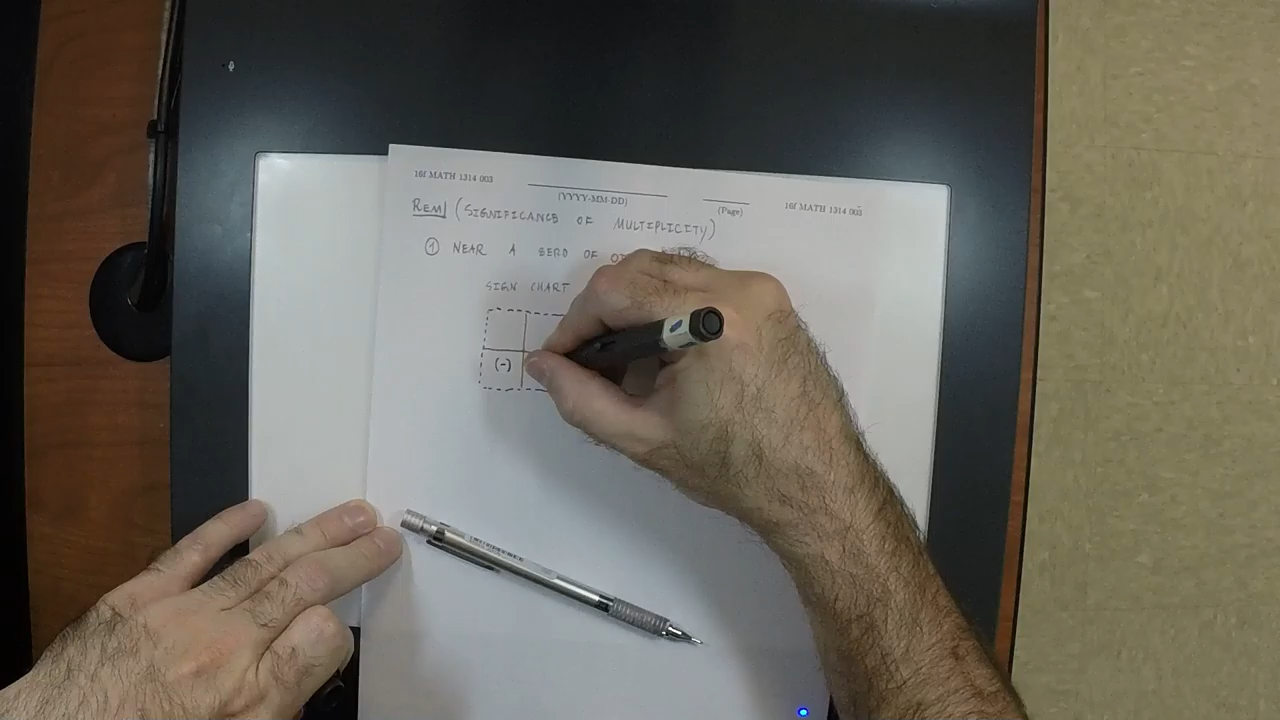 16f MATH 1314 003
(YYYY-MM-DD)
(Page)
16f MATH 1314 003
REM (SIGNIFICANCE OF MULTIPLICITY)
① NEAR A ZERO OF
SIGN CHART
(-)